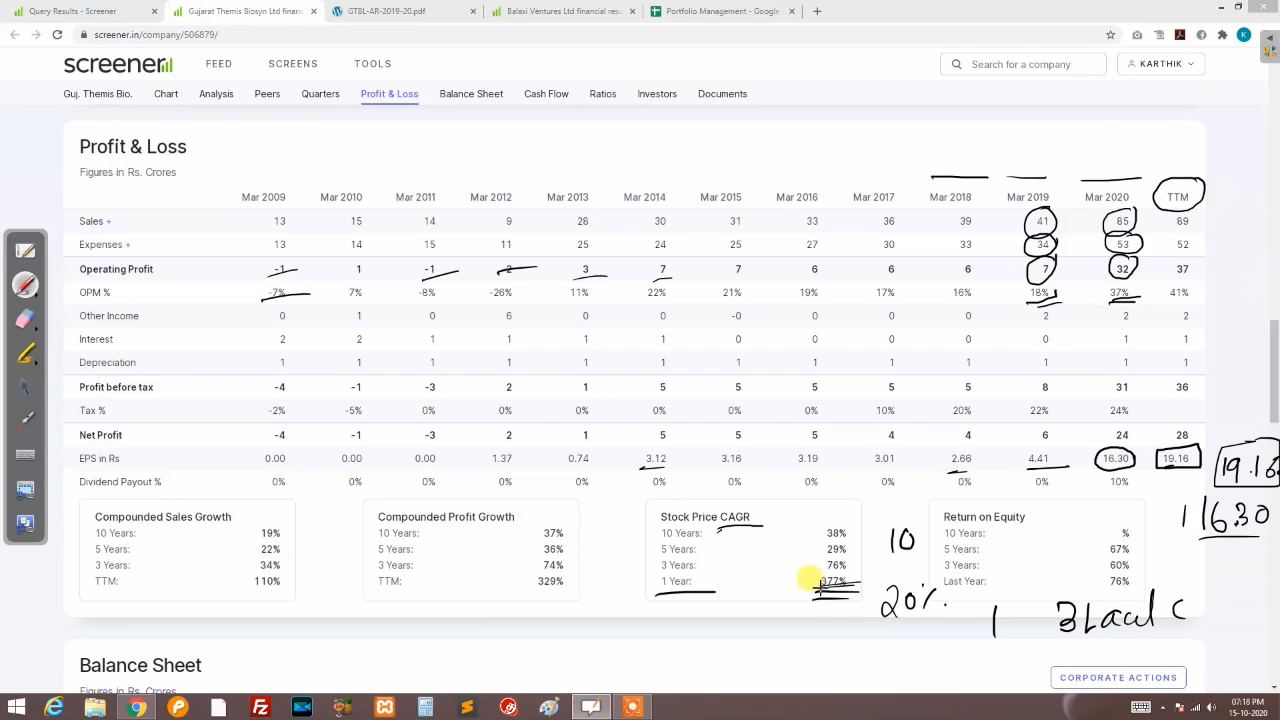 Query Results - Screener
Gujarat Themis Biosyn Ltd finan
GTBL-AR-2019-20.pdf
Balaxi Ventures Ltd financial resu
Portfolio Management - Google
screener.in/company/506879/
screener FEED SCREENS TOOLS Search for a company KARTHIK
Guj. Themis Bio. Chart Analysis Peers Quarters Profit & Loss Balance Sheet Cash Flow Ratios Investors Documents
Profit & Loss
Figures in Rs. Crores
Mar 2009 Mar 2010 Mar 2011 Mar 2012 Mar 2013 Mar 2014 Mar 2015 Mar 2016 Mar 2017 Mar 2018 Mar 2019 Mar 2020 TTM
Sales + 13 15 14 9 28 30 31 33 36 39 41 85 89
Expenses + 13 14 15 11 25 24 25 27 30 33 34 53 52
Operating Profit -1 1 -1 2 3 7 7 6 6 6 7 32 37
OPM % -7% 7% -8% -26% 11% 22% 21% 19% 17% 16% 18% 37% 41%
Other Income 0 1 0 6 0 0 -0 0 0 0 2 2 2
Interest 2 2 1 1 1 1 0 0 0 0 0 1 1
Depreciation 1 1 1 1 1 1 1 1 1 1 1 1 1
Profit before tax -4 -1 -3 2 1 5 5 5 5 5 8 31 36
Tax % -2% -5% 0% 0% 0% 0% 0% 0% 10% 20% 22% 24%
Net Profit -4 -1 -3 2 1 5 5 5 4 4 6 24 28
EPS in Rs 0.00 0.00 0.00 1.37 0.74 3.12 3.16 3.19 3.01 2.66 4.41 16.30 19.16
19.16
Dividend Payout % 0% 0% 0% 0% 0% 0% 0% 0% 0% 0% 0% 10%
16.30
Compounded Sales Growth
10 Years: 19%
5 Years: 22%
3 Years: 34%
TTM: 110%
Compounded Profit Growth
10 Years: 37%
5 Years: 36%
3 Years: 74%
TTM: 329%
Stock Price CAGR
10 Years: 38%
5 Years: 29%
3 Years: 76%
1 Year: 377%
10
20%
Return on Equity
10 Years: %
5 Years: 67%
3 Years: 60%
Last Year: 76%
1
Balance Sheet
CORPORATE ACTIONS
Figures in Rs. Crores
07:18 PM
15-10-2020